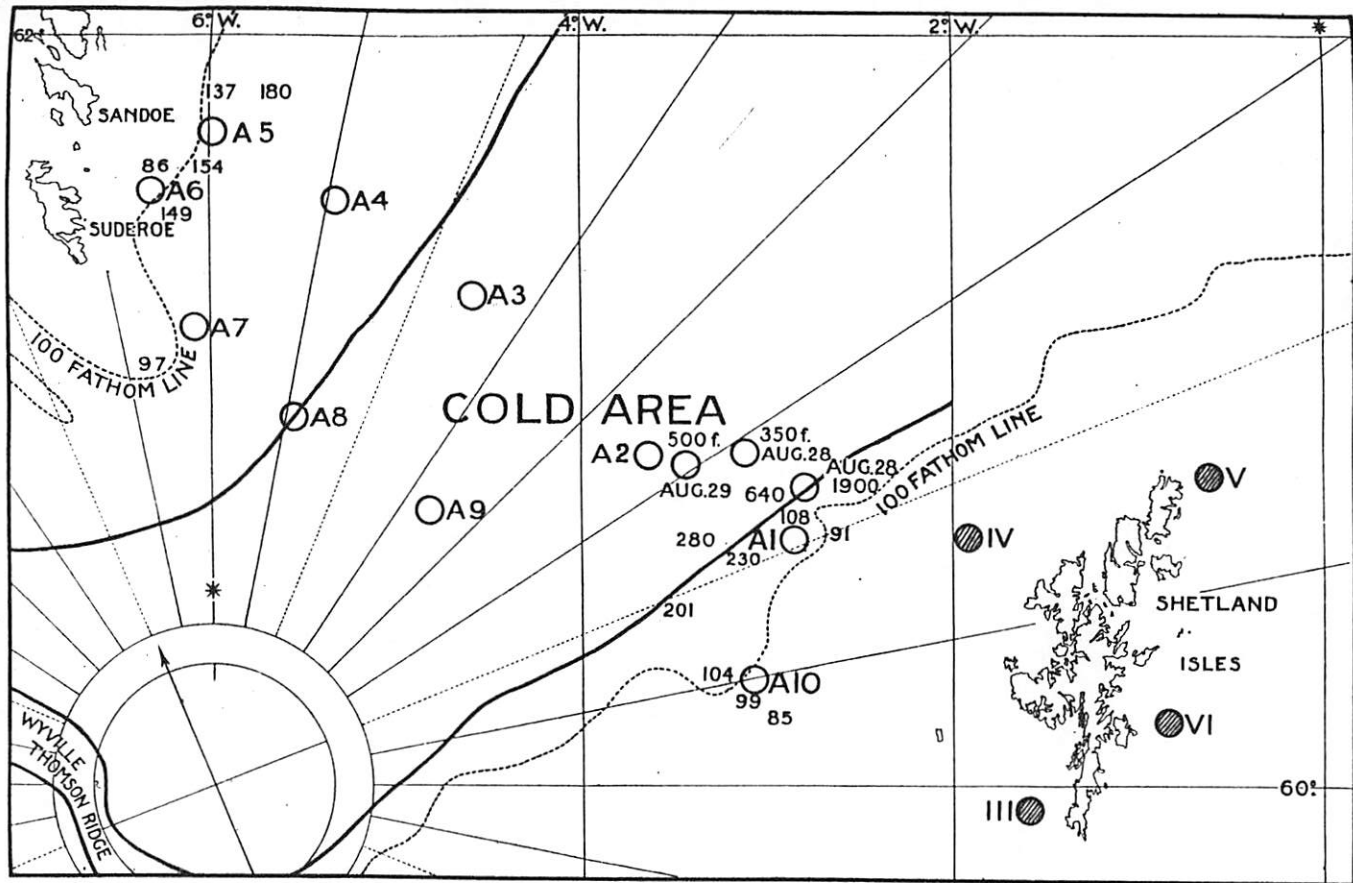 62°
6° W.
4° W.
2° W.
*
137 180
SANDOE
A5
86 154
A6
149
A4
SUDEROE
A3
A7
97
100 FATHOM LINE
A8
COLD AREA
A2
500 f.
AUG. 29
350 f.
AUG. 28
AUG. 28
1900
640
100 FATHOM LINE
A9
108
A1
91
280
230
V
IV
201
SHETLAND
ISLES
*
104
A10
99
85
VI
WYVILLE
THOMSON RIDGE
60°
III